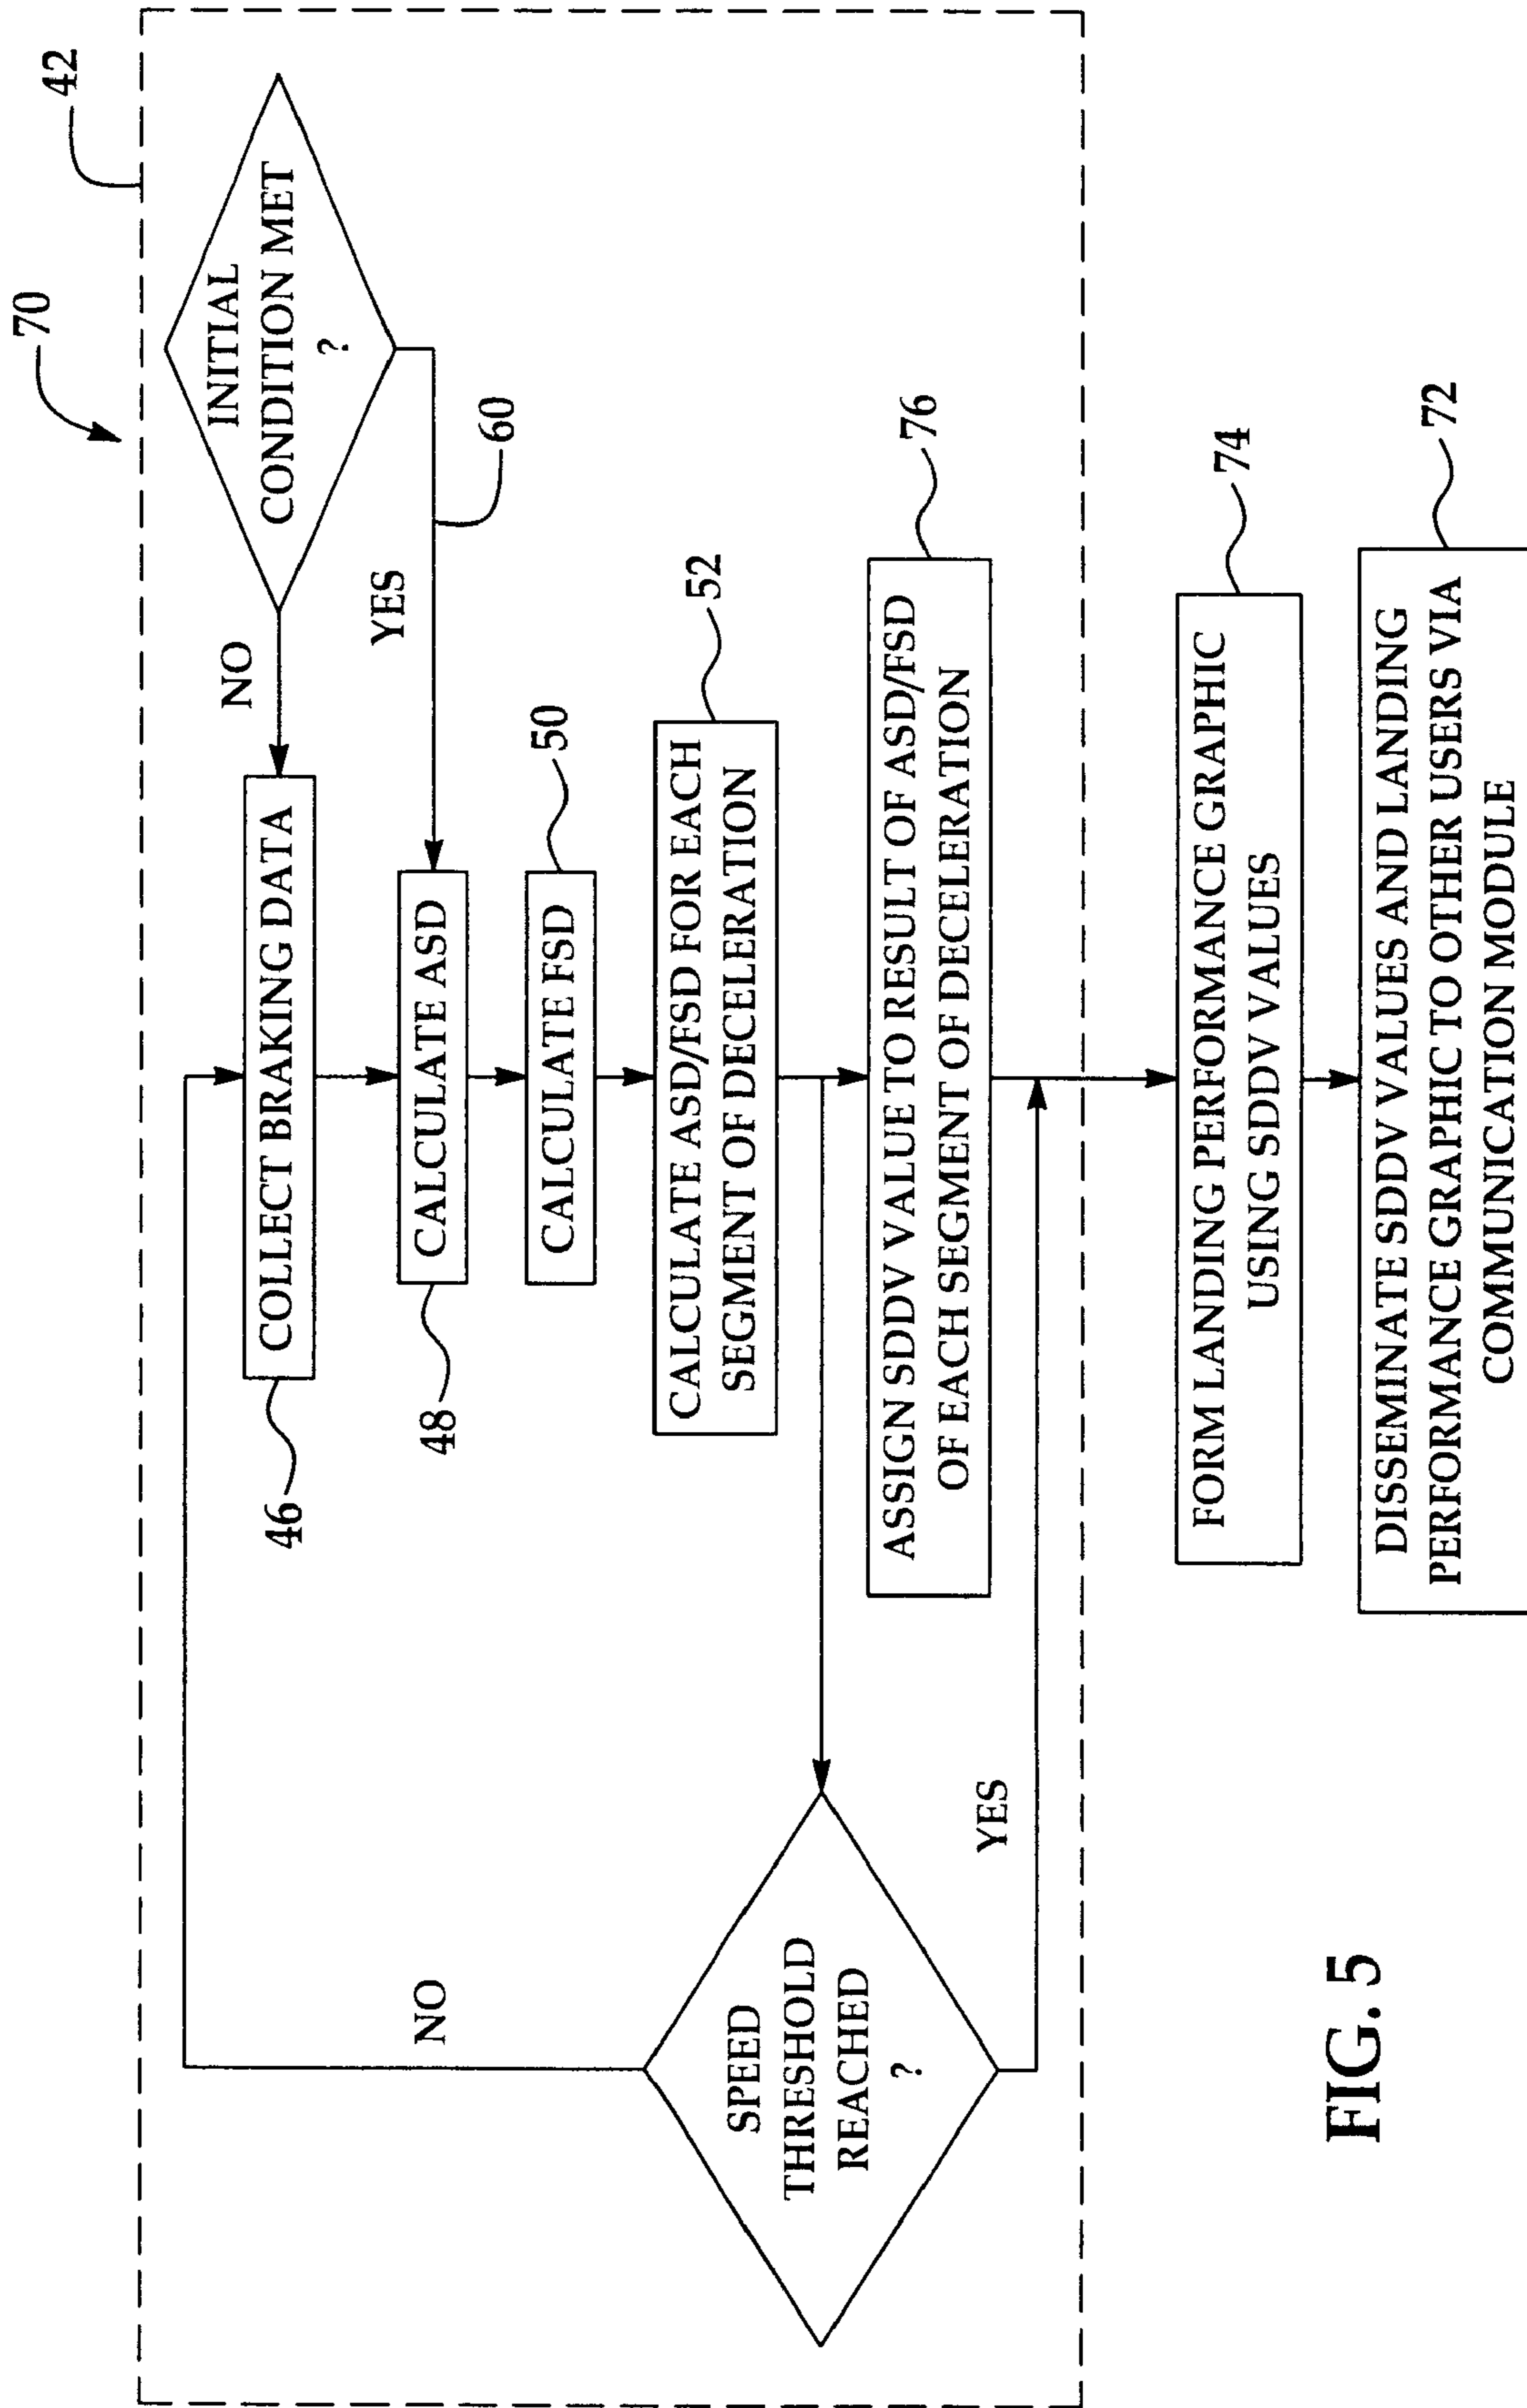 70
42
INITIAL
CONDITION MET
?
NO
YES
60
COLLECT BRAKING DATA
46
CALCULATE ASD
48
CALCULATE FSD
50
CALCULATE ASD/FSD FOR EACH
SEGMENT OF DECELERATION
52
SPEED
THRESHOLD
REACHED
?
NO
YES
ASSIGN SDDV VALUE TO RESULT OF ASD/FSD
OF EACH SEGMENT OF DECELERATION
76
FORM LANDING PERFORMANCE GRAPHIC
USING SDDV VALUES
74
DISSEMINATE SDDV VALUES AND LANDING
PERFORMANCE GRAPHIC TO OTHER USERS VIA
COMMUNICATION MODULE
72
FIG. 5